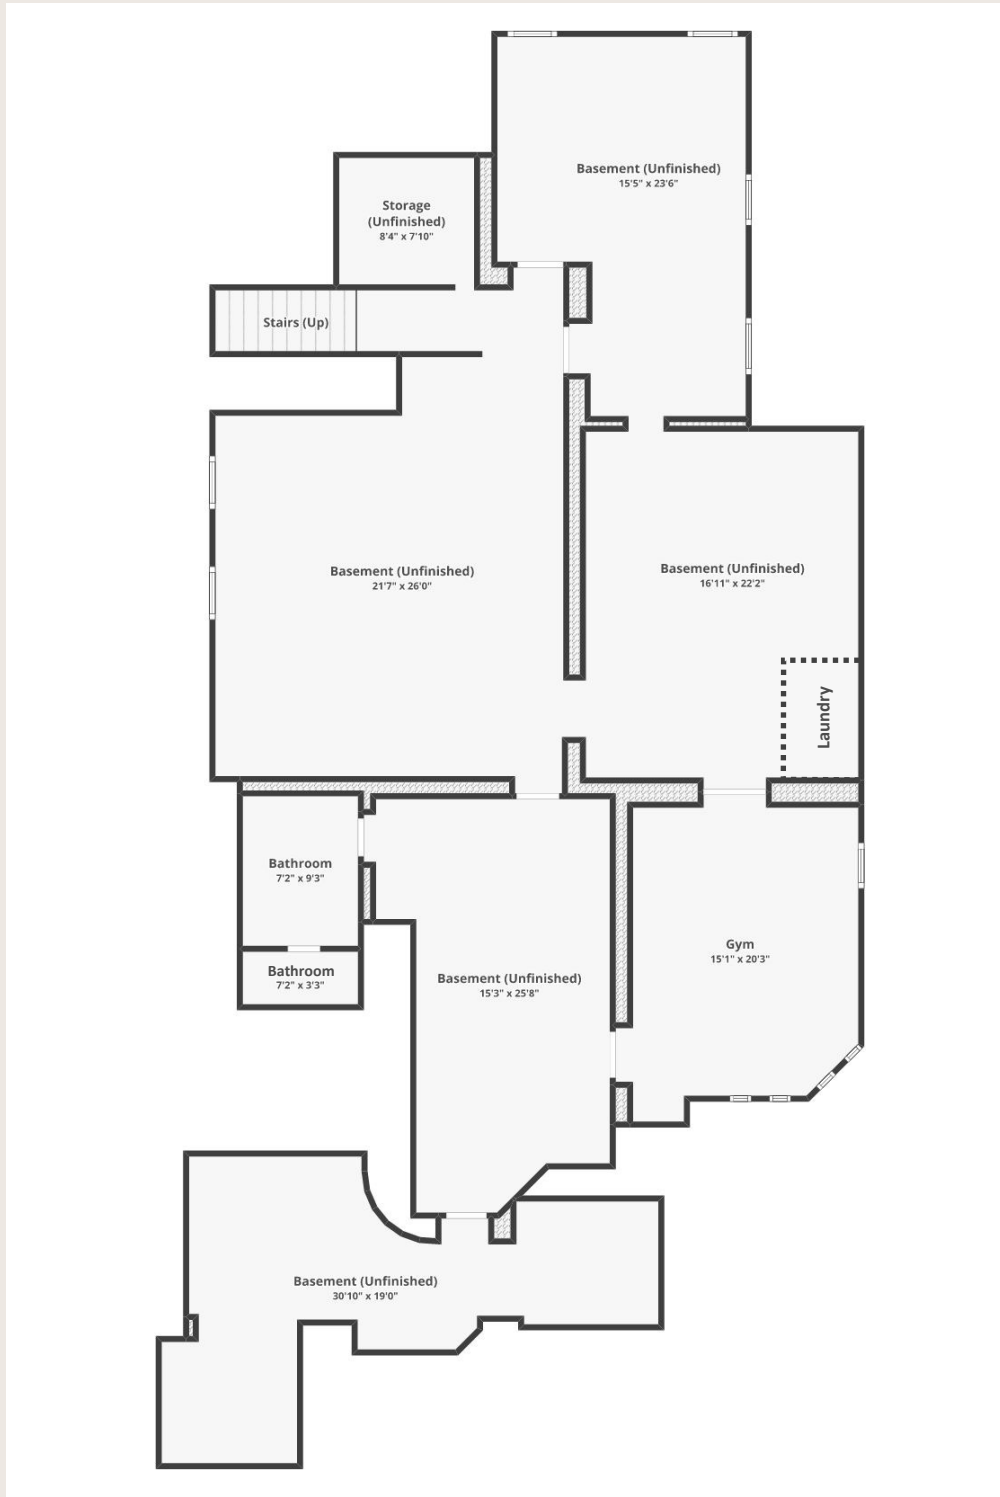 Basement (Unfinished)
15'5" x 23'6"
Storage
(Unfinished)
8'4" x 7'10"
Stairs (Up)
Basement (Unfinished)
21'7" x 26'0"
Basement (Unfinished)
16'11" x 22'2"
Laundry
Bathroom
7'2" x 9'3"
Gym
15'1" x 20'3"
Bathroom
7'2" x 3'3"
Basement (Unfinished)
15'3" x 25'8"
Basement (Unfinished)
30'10" x 19'0"